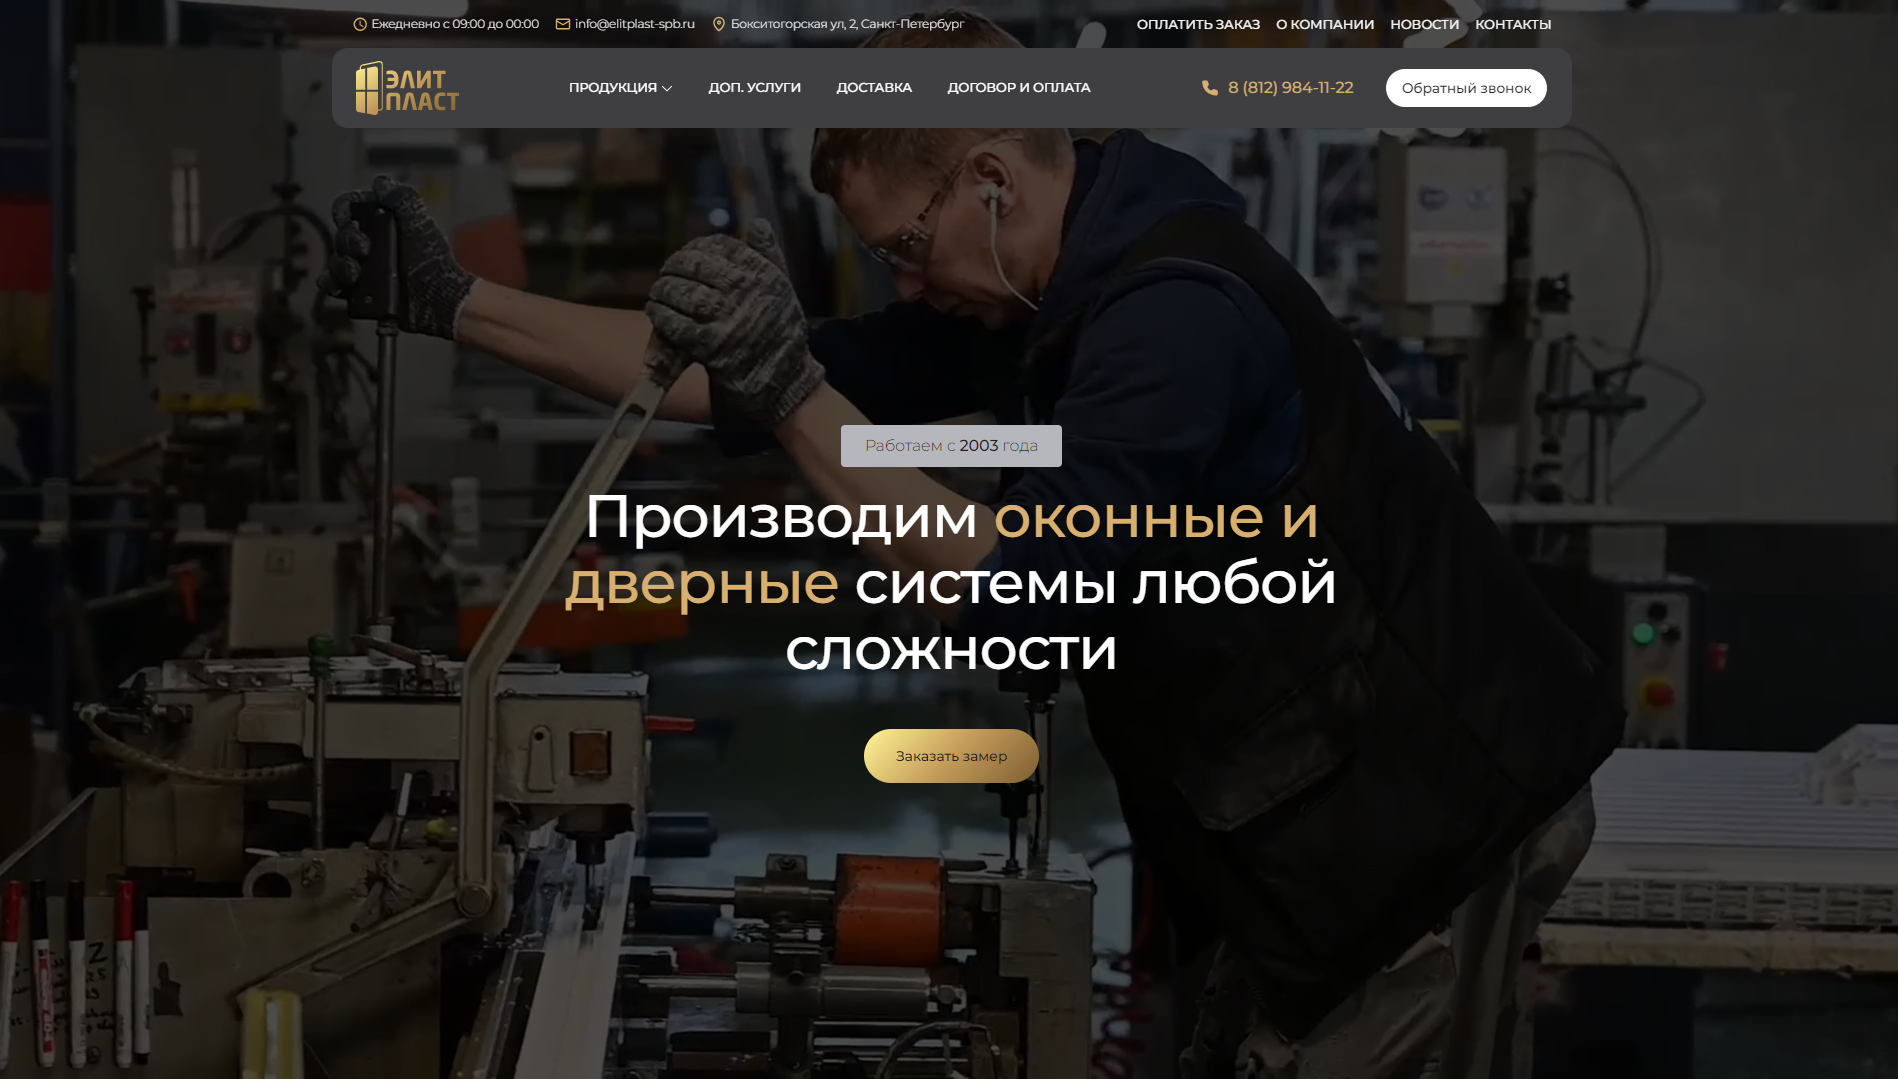 Ежедневно с 09:00 до 00:00
info@elitplast-spb.ru
Бокситогорская ул, 2, Санкт-Петербург
ОПЛАТИТЬ ЗАКАЗ
О КОМПАНИИ
НОВОСТИ
КОНТАКТЫ
ЭЛИТ
ПЛАСТ
ПРОДУКЦИЯ
ДОП. УСЛУГИ
ДОСТАВКА
ДОГОВОР И ОПЛАТА
8 (812) 984-11-22
Обратный звонок
Работаем с 2003 года
Производим оконные и
дверные системы любой
сложности
Заказать замер